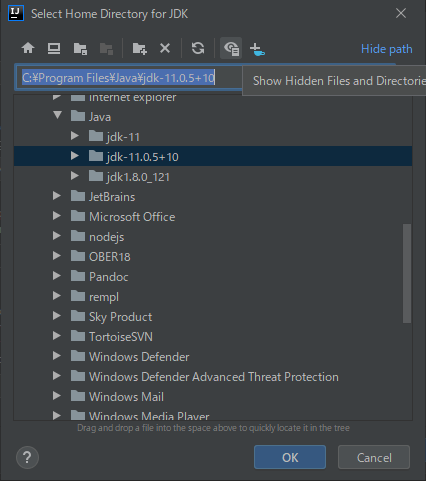 IJ
Select Home Directory for JDK
Hide path
C:¥Program Files¥Java¥jdk-11.0.5+10
Show Hidden Files and Directorie
internet explorer
Java
jdk-11
jdk-11.0.5+10
jdk1.8.0_121
JetBrains
Microsoft Office
nodejs
OBER18
Pandoc
rempl
Sky Product
TortoiseSVN
Windows Defender
Windows Defender Advanced Threat Protection
Windows Mail
Windows Media Player
Drag and drop a file into the space above to quickly locate it in the tree
?
OK
Cancel